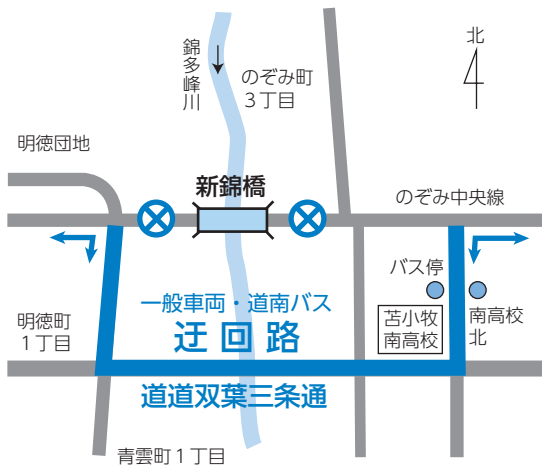 北
錦多峰川
のぞみ町
3丁目
明徳団地
新錦橋
のぞみ中央線
バス停
一般車両・道南バス
迂回路
苫小牧
南高校
南高校
北
明徳町
1丁目
道道双葉三条通
青雲町1丁目